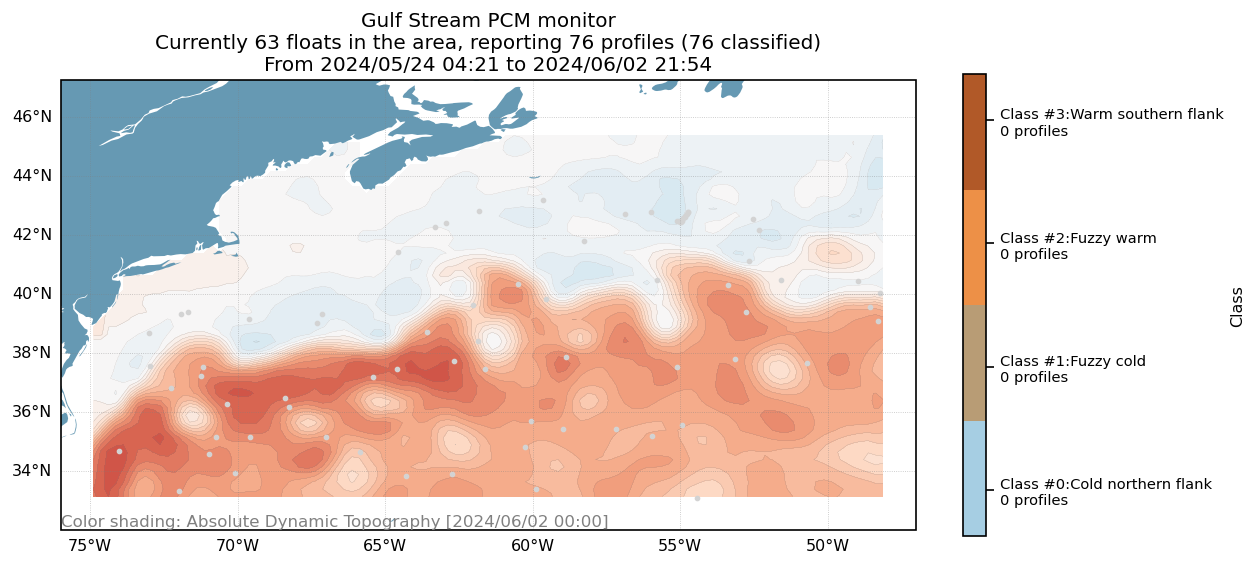 Gulf Stream PCM monitor
Currently 63 floats in the area, reporting 76 profiles (76 classified)
From 2024/05/24 04:21 to 2024/06/02 21:54
46°N
44°N
42°N
40°N
38°N
36°N
34°N
Color shading: Absolute Dynamic Topography [2024/06/02 00:00]
75°W
70°W
65°W
60°W
55°W
50°W
Class #3:Warm southern flank
0 profiles
Class #2:Fuzzy warm
0 profiles
Class #1:Fuzzy cold
0 profiles
Class #0:Cold northern flank
0 profiles
Class